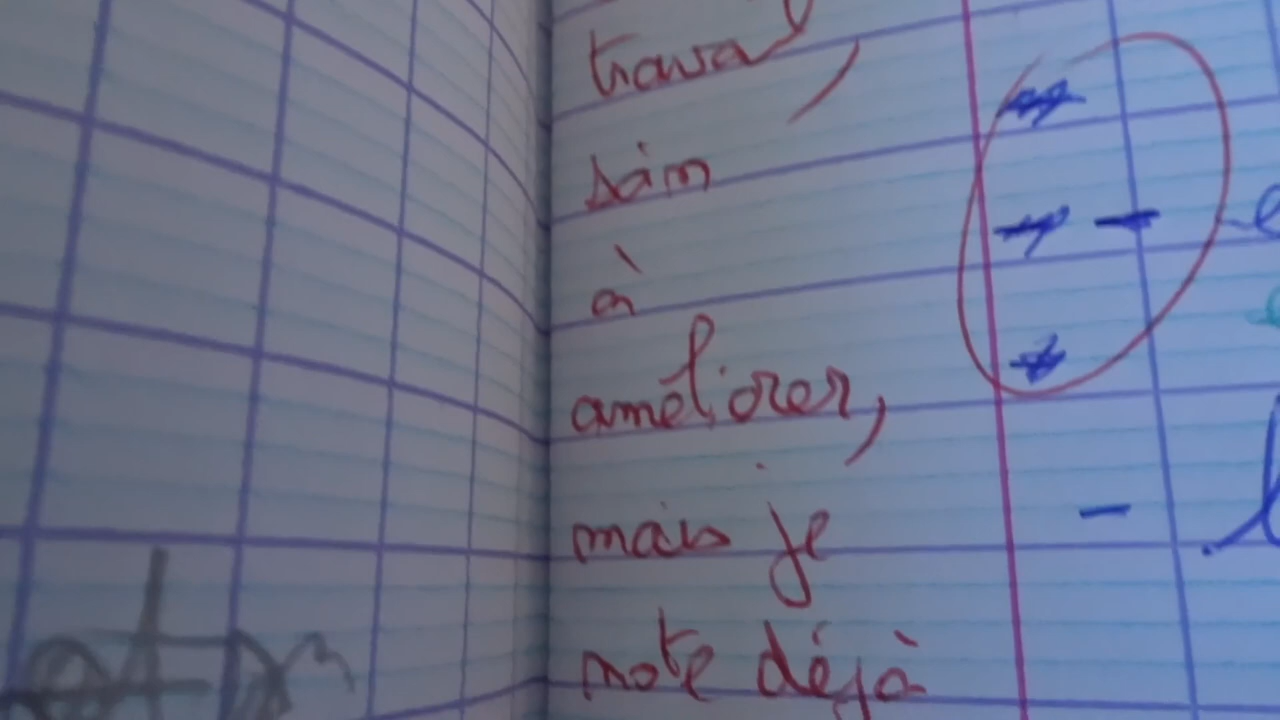 travail,
soin
à
améliorer,
mais je
note déjà